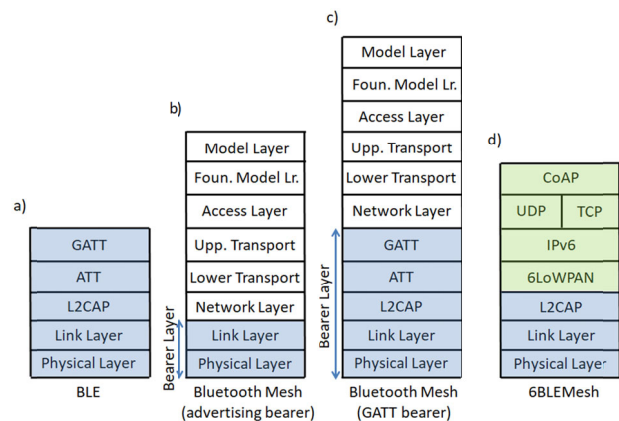 a)
GATT
ATT
L2CAP
Link Layer
Physical Layer
BLE
b)
Model Layer
Foun. Model Lr.
Access Layer
Upp. Transport
Lower Transport
Network Layer
Link Layer
Physical Layer
Bearer Layer
Bluetooth Mesh
(advertising bearer)
c)
Model Layer
Foun. Model Lr.
Access Layer
Upp. Transport
Lower Transport
Network Layer
GATT
ATT
L2CAP
Link Layer
Physical Layer
Bearer Layer
Bluetooth Mesh
(GATT bearer)
d)
CoAP
UDP TCP
IPv6
6LoWPAN
L2CAP
Link Layer
Physical Layer
6BLEMesh